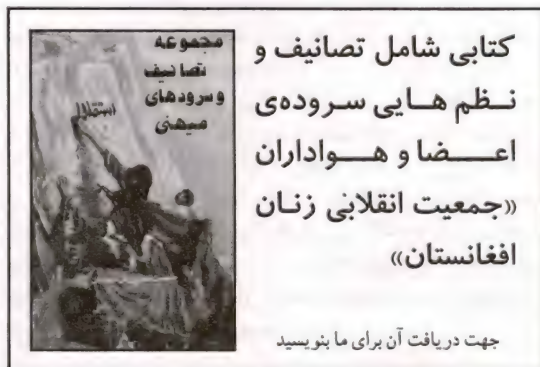 کتابی شامل تصانیف و
نظم هایی سروده‌ی
اعضا و هواداران
«جمعیت انقلابی زنان
افغانستان»
جهت دریافت آن برای ما بنویسید
مجموعه
تصانیف
وسرودهای
میهنی
استقلال